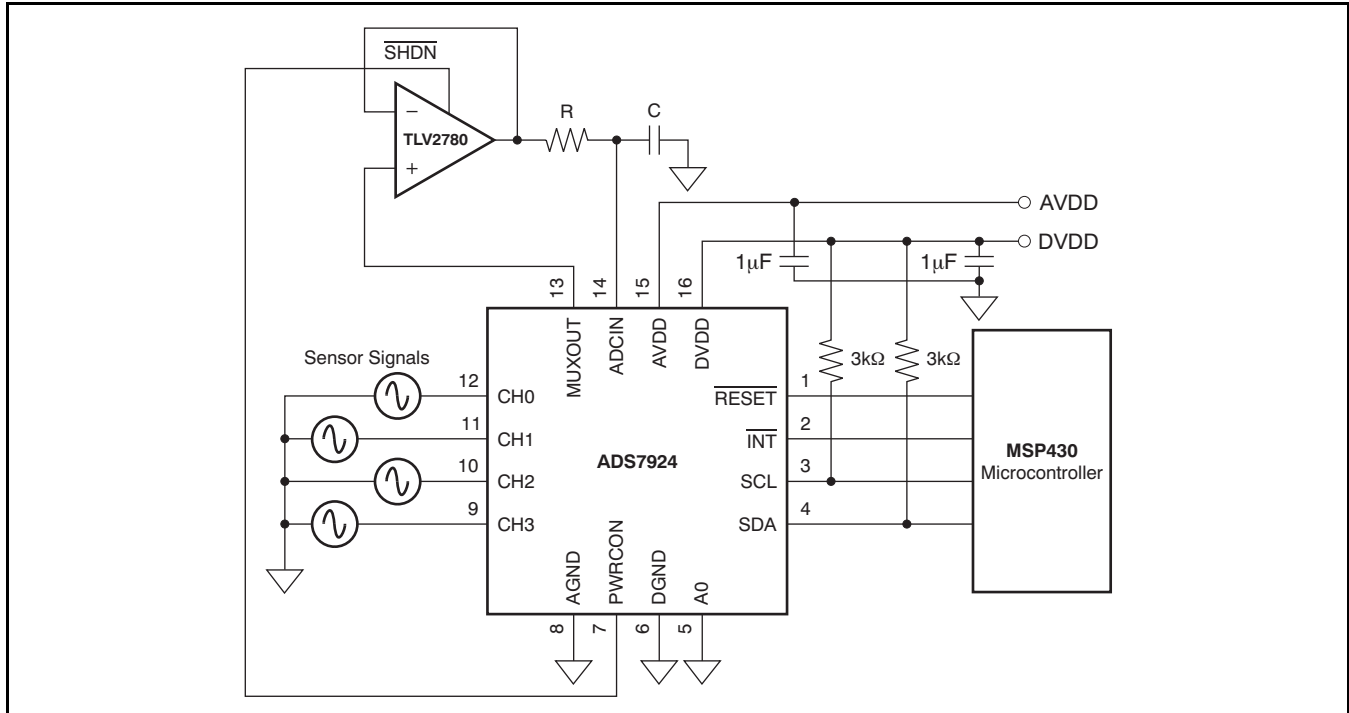 SHDN
−
TLV2780
+
R
C
AVDD
DVDD
1μF
1μF
13
14
15
16
MUXOUT
ADCIN
AVDD
DVDD
3kΩ
3kΩ
Sensor Signals
12
CH0
11
CH1
10
CH2
9
CH3
ADS7924
RESET
1
INT
2
SCL
3
SDA
4
MSP430
Microcontroller
AGND
PWRCON
DGND
A0
8
7
6
5